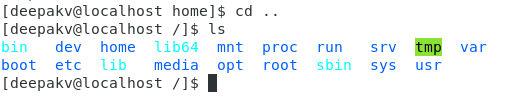 [deepakv@localhost home]$ cd ..
[deepakv@localhost /]$ ls
bin   dev  home  lib64  mnt  proc  run   srv  tmp  var
boot  etc  lib   media  opt  root  sbin  sys  usr
[deepakv@localhost /]$